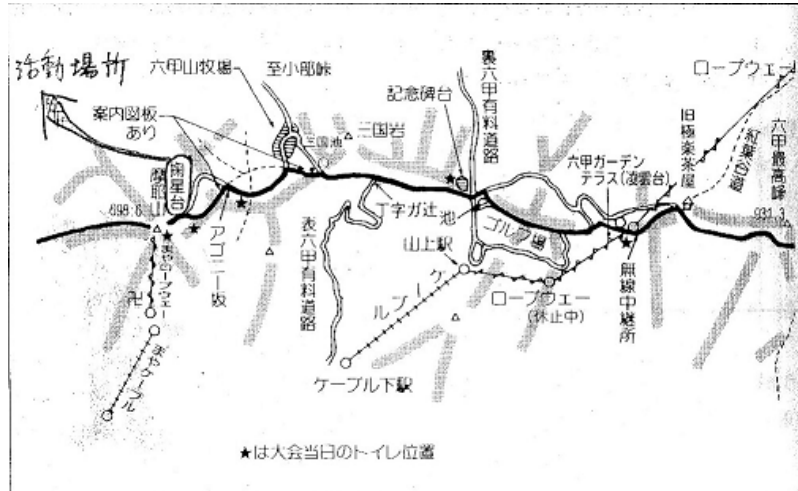 活動場所
六甲山牧場
至小部峠
案内図板
あり
三国池
三国岩
記念碑台
裏六甲有料道路
ロープウェー
旧極楽茶屋
紅葉谷道
六甲最高峰
931.3
六甲ガーデン
テラス(凌雲台)
掬星台
摩耶山
698.6
アゴニー坂
丁字ガ辻
池
ゴルフ場
表六甲有料道路
山上駅
ケーブル
ロープウェー
(休止中)
無線中継所
まやロープウェー
卍
まやケーブル
ケーブル下駅
★は大会当日のトイレ位置